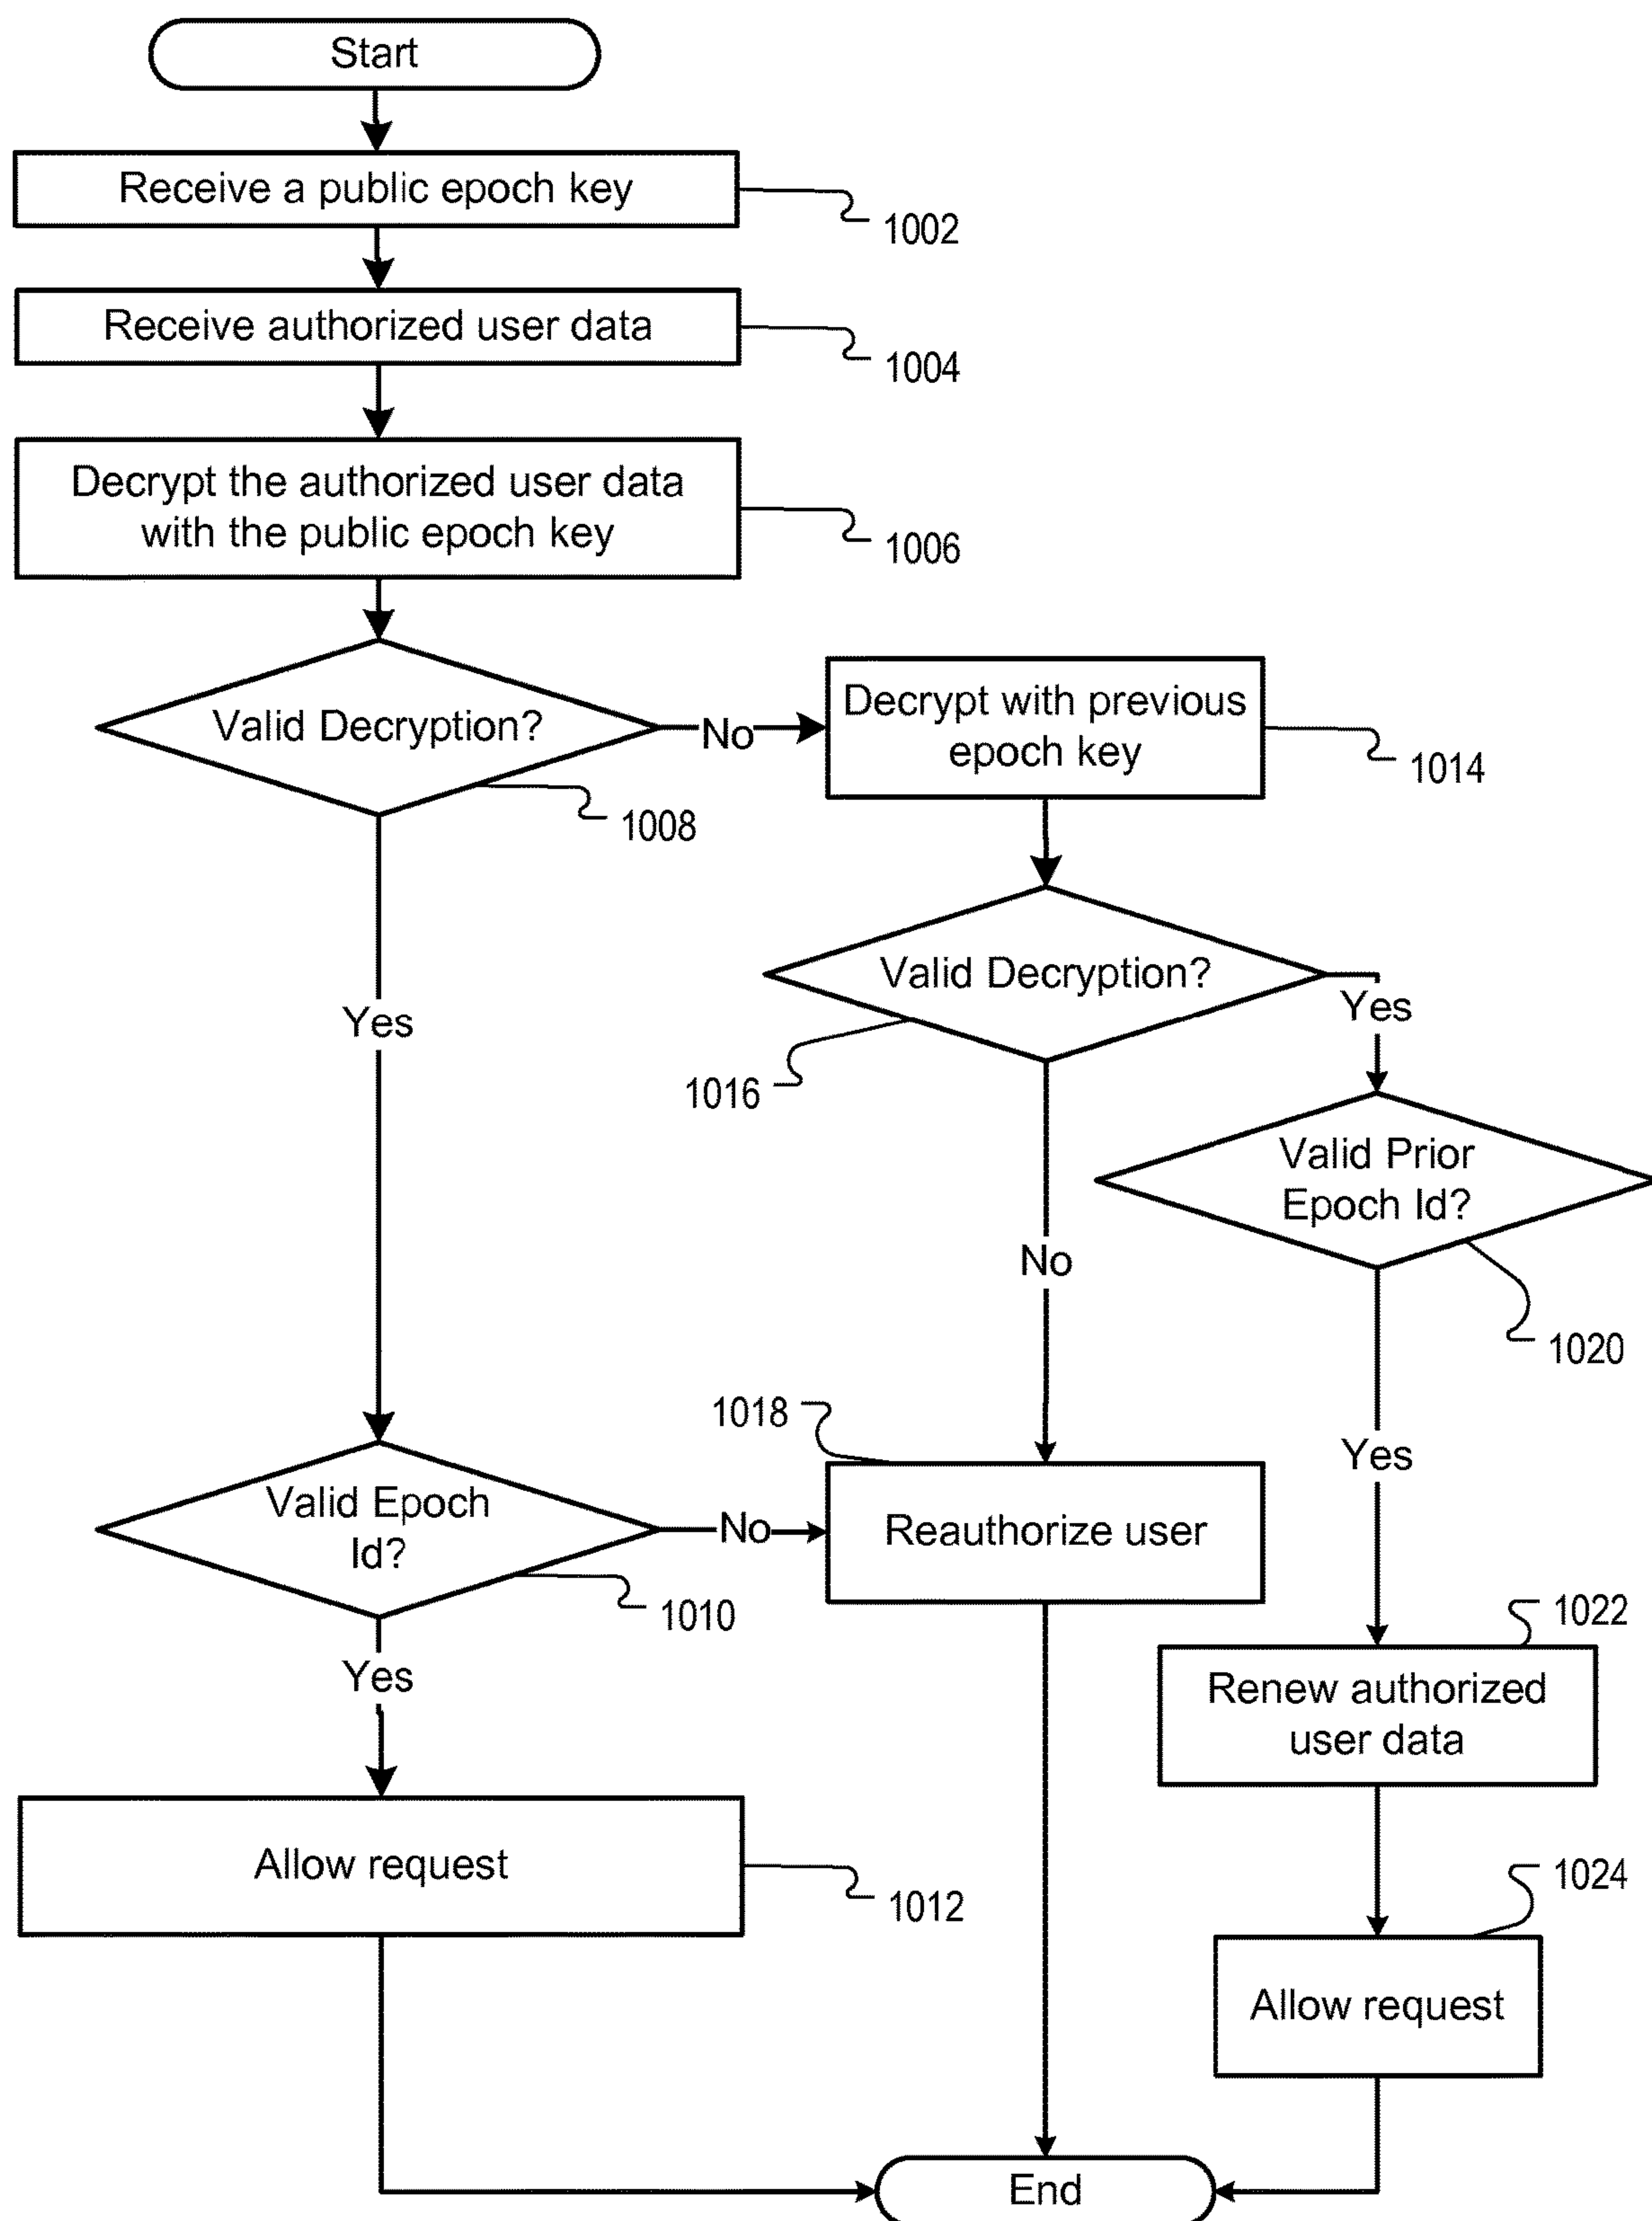 Start
Receive a public epoch key
1002
Receive authorized user data
1004
Decrypt the authorized user data
with the public epoch key
1006
Valid Decryption?
No
1008
Decrypt with previous
epoch key
1014
Yes
Valid Decryption?
Yes
1016
Valid Prior
Epoch Id?
No
1020
1018
Yes
Valid Epoch
Id?
No
Reauthorize user
1010
1022
Yes
Renew authorized
user data
Allow request
1012
1024
Allow request
End